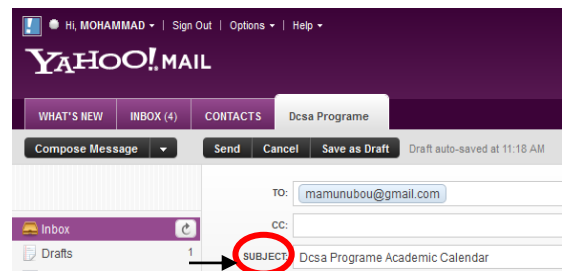 Hi, MOHAMMAD | Sign Out | Options | Help
YAHOO! MAIL
WHAT'S NEW INBOX (4) CONTACTS Dcsa Programe
Compose Message Send Cancel Save as Draft Draft auto-saved at 11:18 AM
TO: mamunubou@gmail.com
Inbox CC:
Drafts 1 SUBJECT: Dcsa Programe Academic Calendar